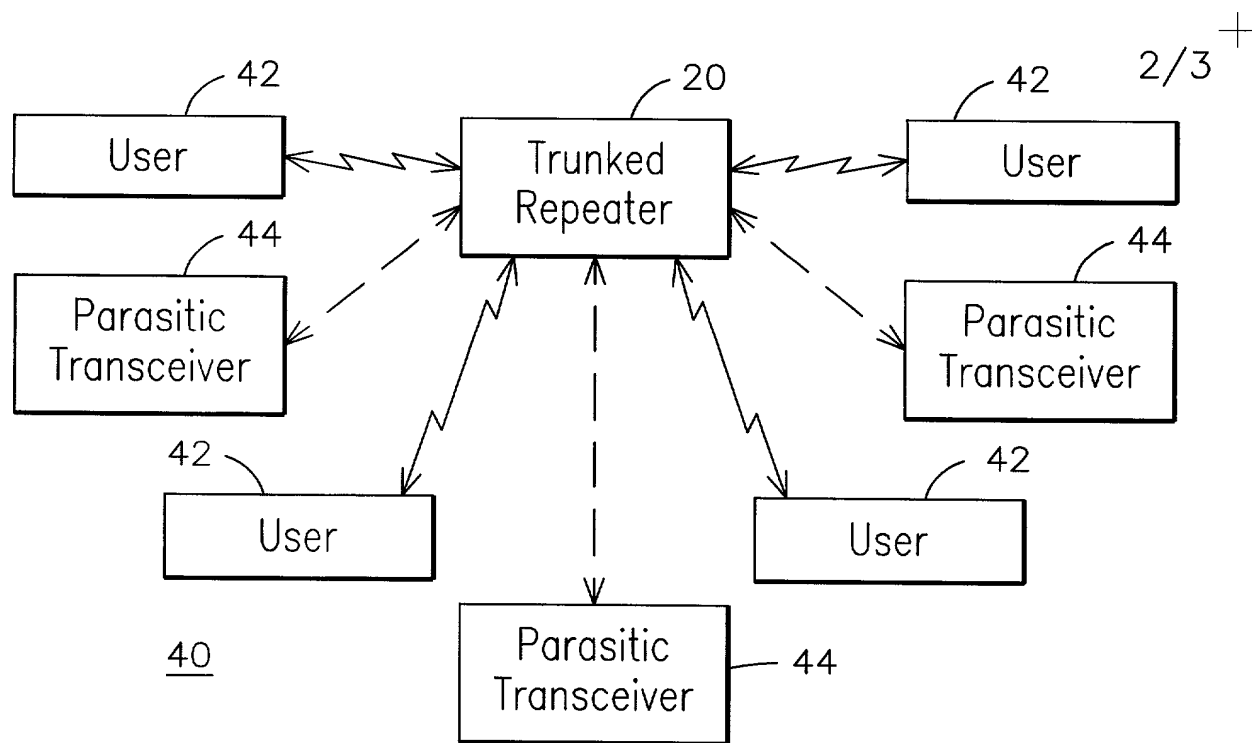 2/3
42
20
42
User
Trunked
Repeater
User
44
44
Parasitic
Transceiver
Parasitic
Transceiver
42
42
User
User
40
Parasitic
Transceiver
44